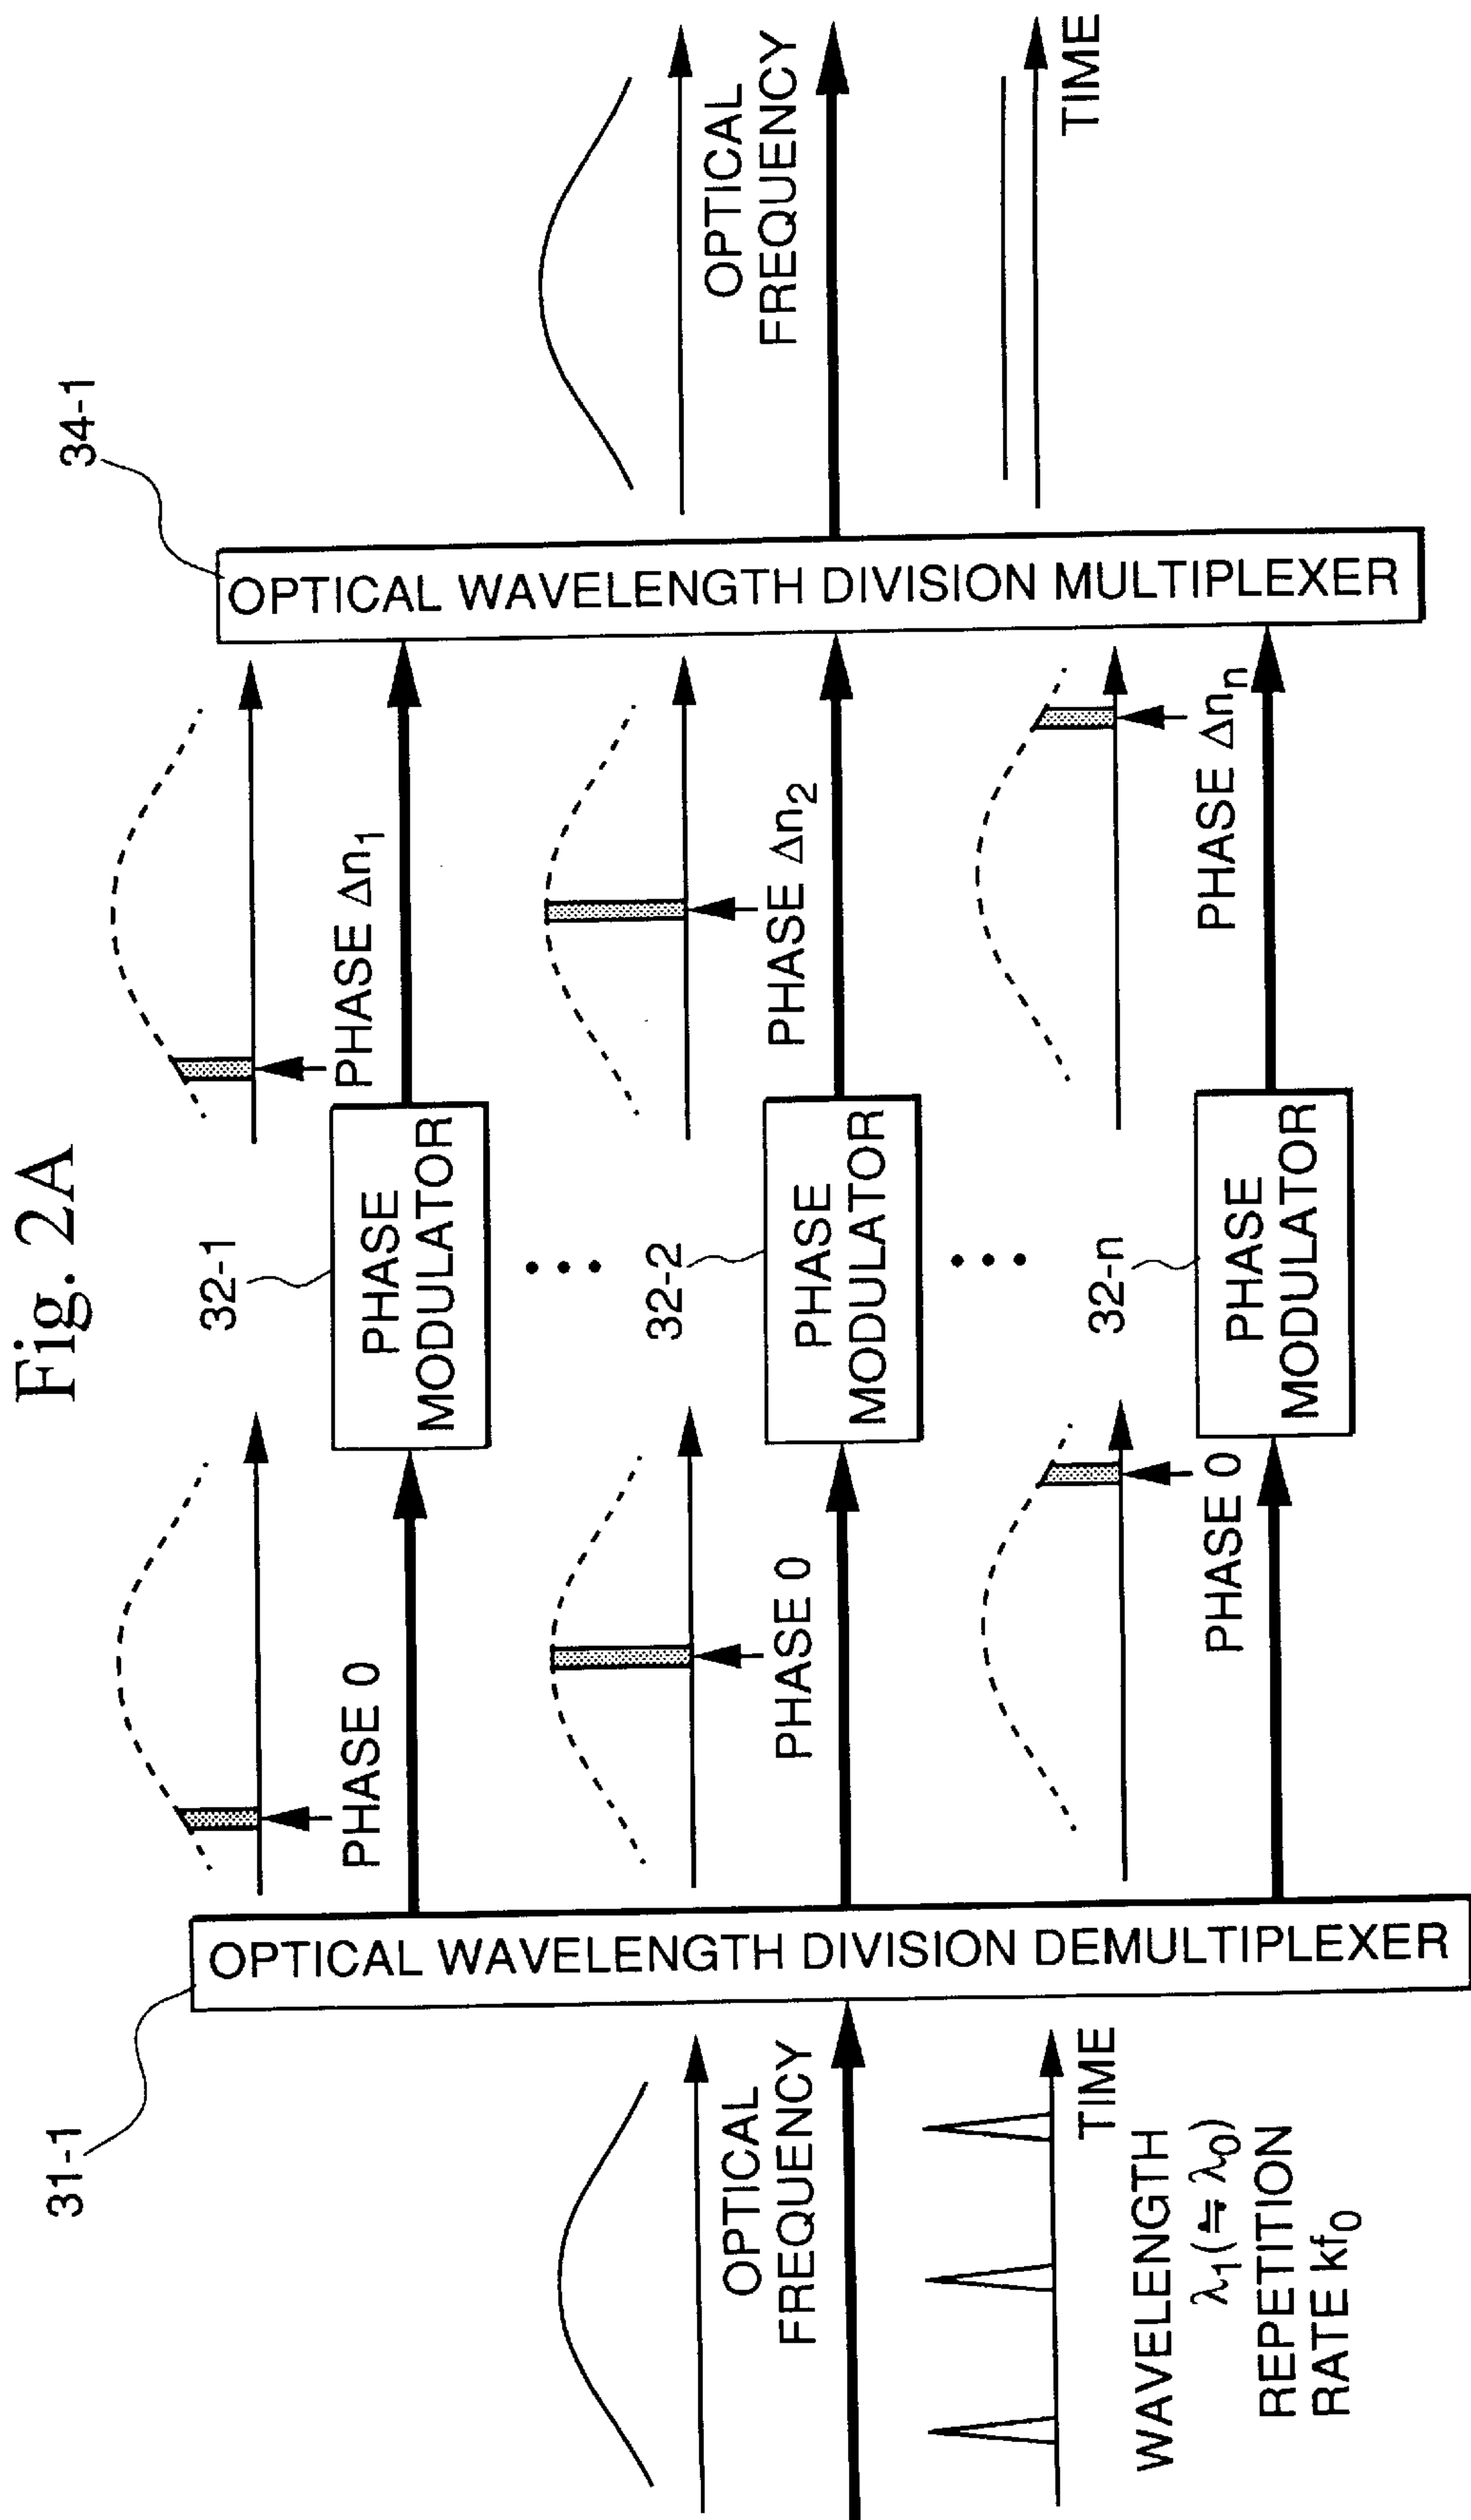 Fig. 2A
31-1
OPTICAL
FREQUENCY
TIME
WAVELENGTH
λ1 (≒ λ0)
REPETITION
RATE kf0
OPTICAL WAVELENGTH DIVISION DEMULTIPLEXER
PHASE 0
PHASE 0
PHASE 0
32-1
PHASE
MODULATOR
32-2
PHASE
MODULATOR
32-n
PHASE
MODULATOR
PHASE Δn1
PHASE Δn2
PHASE Δnn
34-1
OPTICAL WAVELENGTH DIVISION MULTIPLEXER
OPTICAL
FREQUENCY
TIME